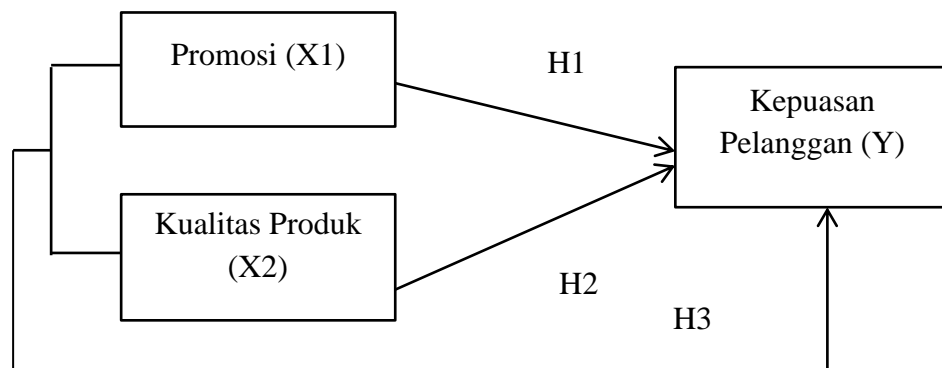 Promosi (X1)
H1
Kepuasan
Pelanggan (Y)
Kualitas Produk
(X2)
H2
H3